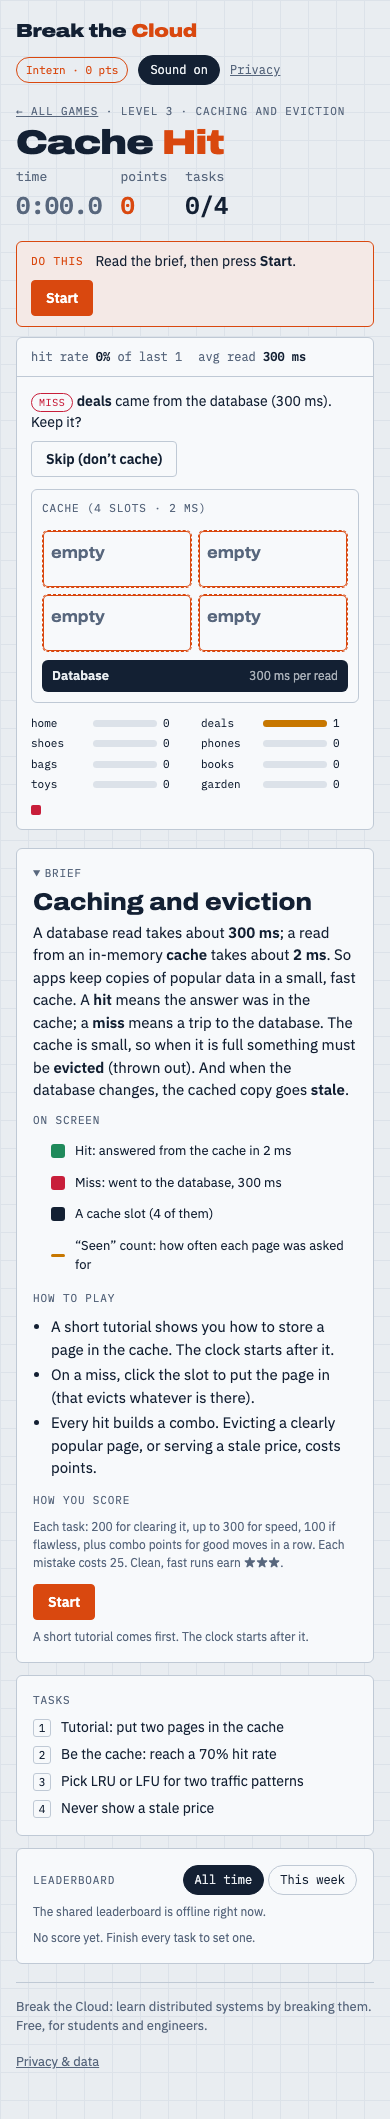 Break the Cloud
Intern · 0 pts
Sound on
Privacy
← ALL GAMES · LEVEL 3 · CACHING AND EVICTION
Cache Hit
time points tasks
0:00.0 0 0/4
DO THIS Read the brief, then press Start.
Start
hit rate 0% of last 1 avg read 300 ms
MISS deals came from the database (300 ms).
Keep it?
Skip (don’t cache)
CACHE (4 SLOTS · 2 MS)
empty empty
empty empty
Database 300 ms per read
home 0 deals 1
shoes 0 phones 0
bags 0 books 0
toys 0 garden 0
▼ BRIEF
Caching and eviction
A database read takes about 300 ms; a read
from an in-memory cache takes about 2 ms. So
apps keep copies of popular data in a small, fast
cache. A hit means the answer was in the
cache; a miss means a trip to the database. The
cache is small, so when it is full something must
be evicted (thrown out). And when the
database changes, the cached copy goes stale.
ON SCREEN
Hit: answered from the cache in 2 ms
Miss: went to the database, 300 ms
A cache slot (4 of them)
“Seen” count: how often each page was asked
for
HOW TO PLAY
• A short tutorial shows you how to store a
page in the cache. The clock starts after it.
• On a miss, click the slot to put the page in
(that evicts whatever is there).
• Every hit builds a combo. Evicting a clearly
popular page, or serving a stale price, costs
points.
HOW YOU SCORE
Each task: 200 for clearing it, up to 300 for speed, 100 if
flawless, plus combo points for good moves in a row. Each
mistake costs 25. Clean, fast runs earn ★★★.
Start
A short tutorial comes first. The clock starts after it.
TASKS
1 Tutorial: put two pages in the cache
2 Be the cache: reach a 70% hit rate
3 Pick LRU or LFU for two traffic patterns
4 Never show a stale price
LEADERBOARD All time This week
The shared leaderboard is offline right now.
No score yet. Finish every task to set one.
Break the Cloud: learn distributed systems by breaking them.
Free, for students and engineers.
Privacy & data